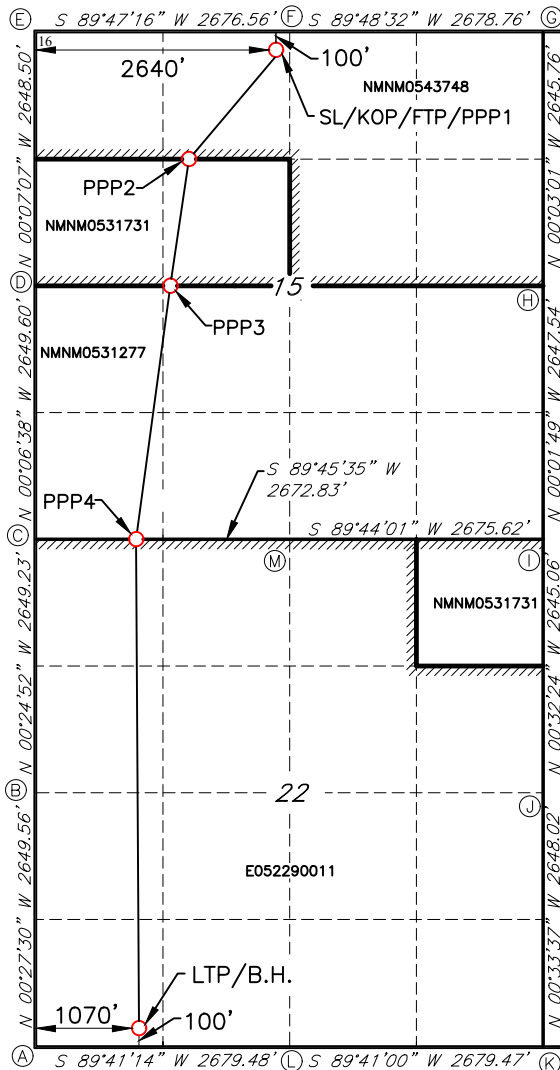 E S 89°47'16" W 2676.56' F S 89°48'32" W 2678.76' G
16
2640'
100'
NMNM0543748
SL/KOP/FTP/PPP1
N 00°07'07" W 2648.50'
N 00°03'01" W 2645.76'
PPP2
NMNM0531731
D
15
H
PPP3
NMNM0531277
N 00°06'38" W 2649.60'
N 00°01'49" W 2647.54'
S 89°45'35" W
2672.83'
PPP4
C
S 89°44'01" W 2675.62'
M
I
NMNM0531731
N 00°24'52" W 2649.23'
N 00°32'24" W 2645.06'
B
22
J
E052290011
N 00°27'30" W 2649.56'
N 00°33'37" W 2648.02'
LTP/B.H.
1070'
100'
A S 89°41'14" W 2679.48' L S 89°41'00" W 2679.47' K